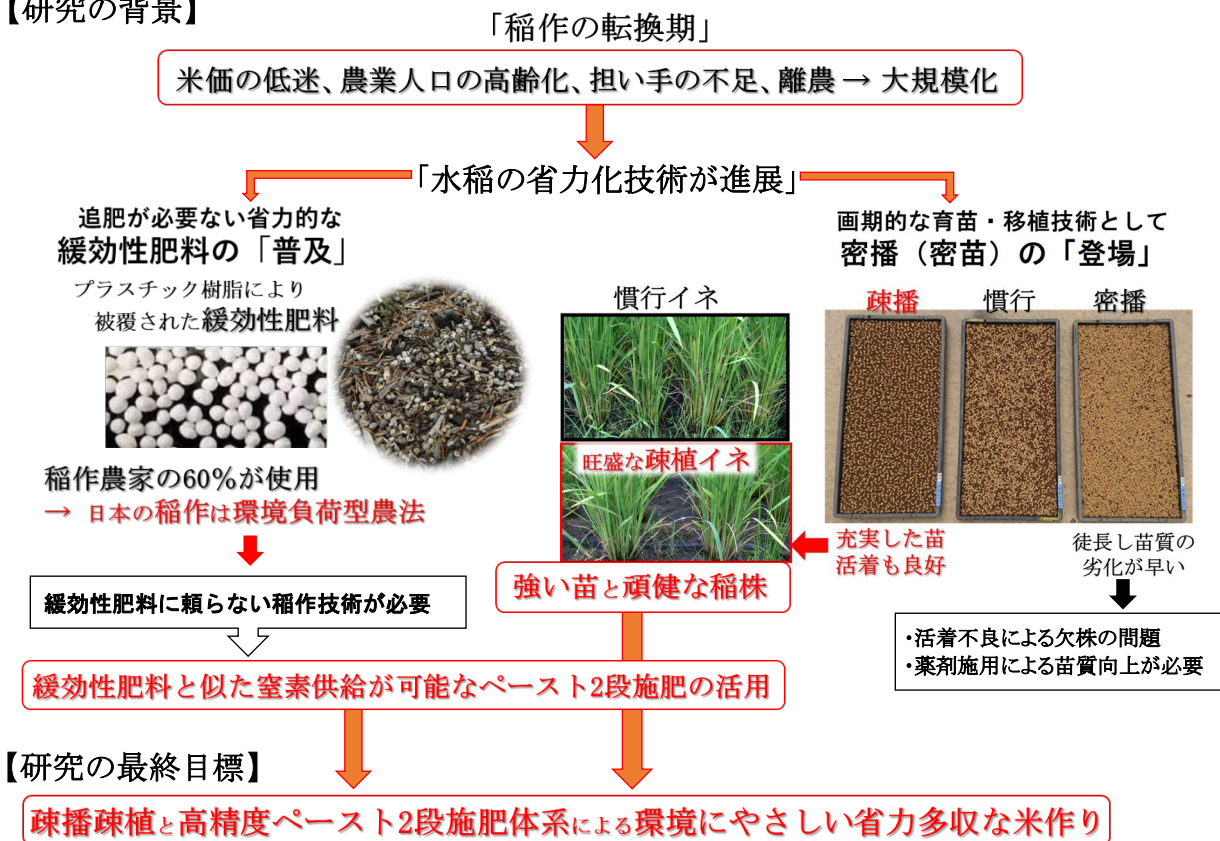 【研究の背景】
「稲作の転換期」
米価の低迷、農業人口の高齢化、担い手の不足、離農 → 大規模化
「水稲の省力化技術が進展」
追肥が必要ない省力的な
緩効性肥料の「普及」
プラスチック樹脂により
被覆された緩効性肥料
稲作農家の60%が使用
→ 日本の稲作は環境負荷型農法
緩効性肥料に頼らない稲作技術が必要
慣行イネ
旺盛な疎植イネ
強い苗と頑健な稲株
画期的な育苗・移植技術として
密播（密苗）の「登場」
疎播 慣行 密播
充実した苗
活着も良好
徒長し苗質の
劣化が早い
・活着不良による欠株の問題
・薬剤施用による苗質向上が必要
緩効性肥料と似た窒素供給が可能なペースト2段施肥の活用
【研究の最終目標】
疎播疎植と高精度ペースト2段施肥体系による環境にやさしい省力多収な米作り